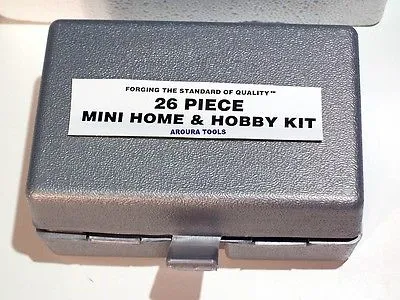 FORGING THE STANDARD OF QUALITY™
26 PIECE
MINI HOME & HOBBY KIT
AROURA TOOLS